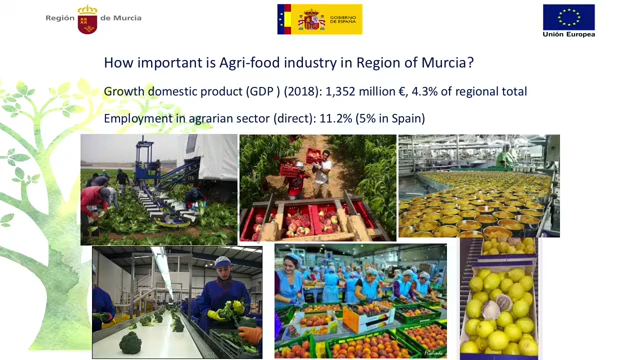 Región de Murcia
GOBIERNO
DE ESPAÑA
Unión Europea
How important is Agri-food industry in Region of Murcia?
Growth domestic product (GDP ) (2018): 1,352 million €, 4.3% of regional total
Employment in agrarian sector (direct): 11.2% (5% in Spain)